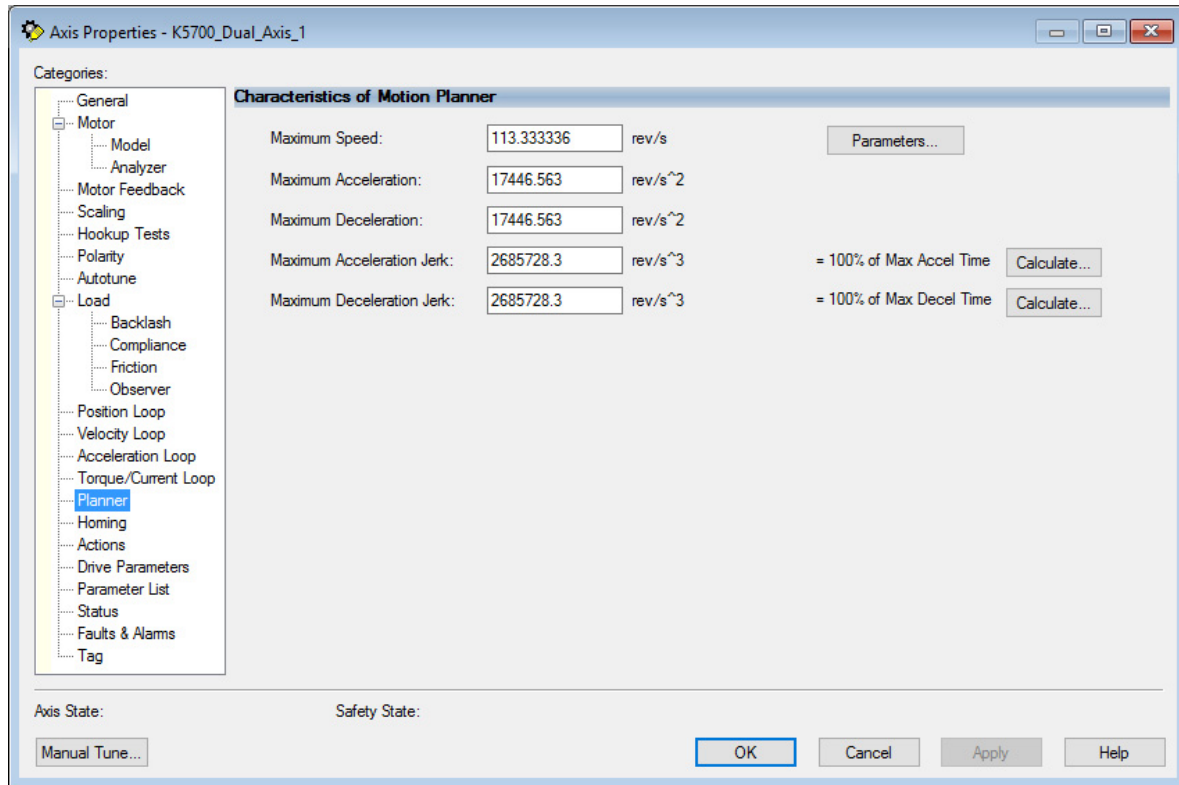 Axis Properties - K5700_Dual_Axis_1
Categories:
General
Motor
Model
Analyzer
Motor Feedback
Scaling
Hookup Tests
Polarity
Autotune
Load
Backlash
Compliance
Friction
Observer
Position Loop
Velocity Loop
Acceleration Loop
Torque/Current Loop
Planner
Homing
Actions
Drive Parameters
Parameter List
Status
Faults & Alarms
Tag
Characteristics of Motion Planner
Maximum Speed: 113.333336 rev/s Parameters...
Maximum Acceleration: 17446.563 rev/s^2
Maximum Deceleration: 17446.563 rev/s^2
Maximum Acceleration Jerk: 2685728.3 rev/s^3 = 100% of Max Accel Time Calculate...
Maximum Deceleration Jerk: 2685728.3 rev/s^3 = 100% of Max Decel Time Calculate...
Axis State: Safety State:
Manual Tune... OK Cancel Apply Help